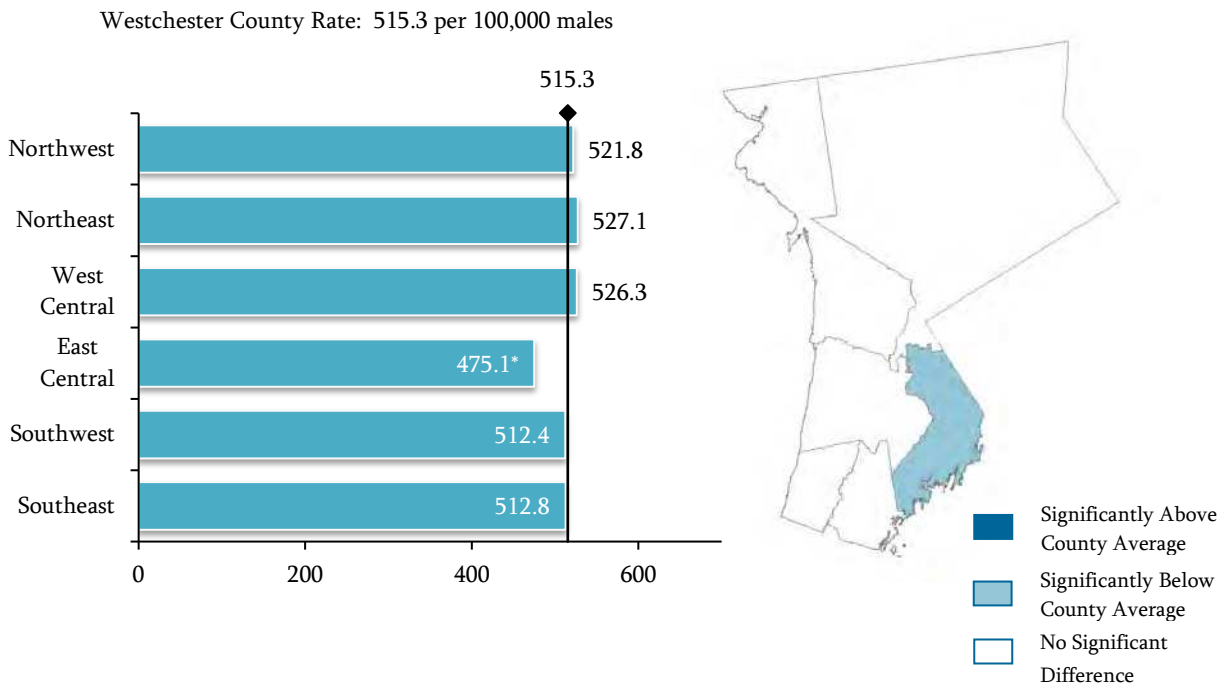 Westchester County Rate:  515.3 per 100,000 males
515.3
Northwest
521.8
Northeast
527.1
West
Central
526.3
East
Central
475.1*
Southwest
512.4
Southeast
512.8
0
200
400
600
Significantly Above
County Average
Significantly Below
County Average
No Significant
Difference